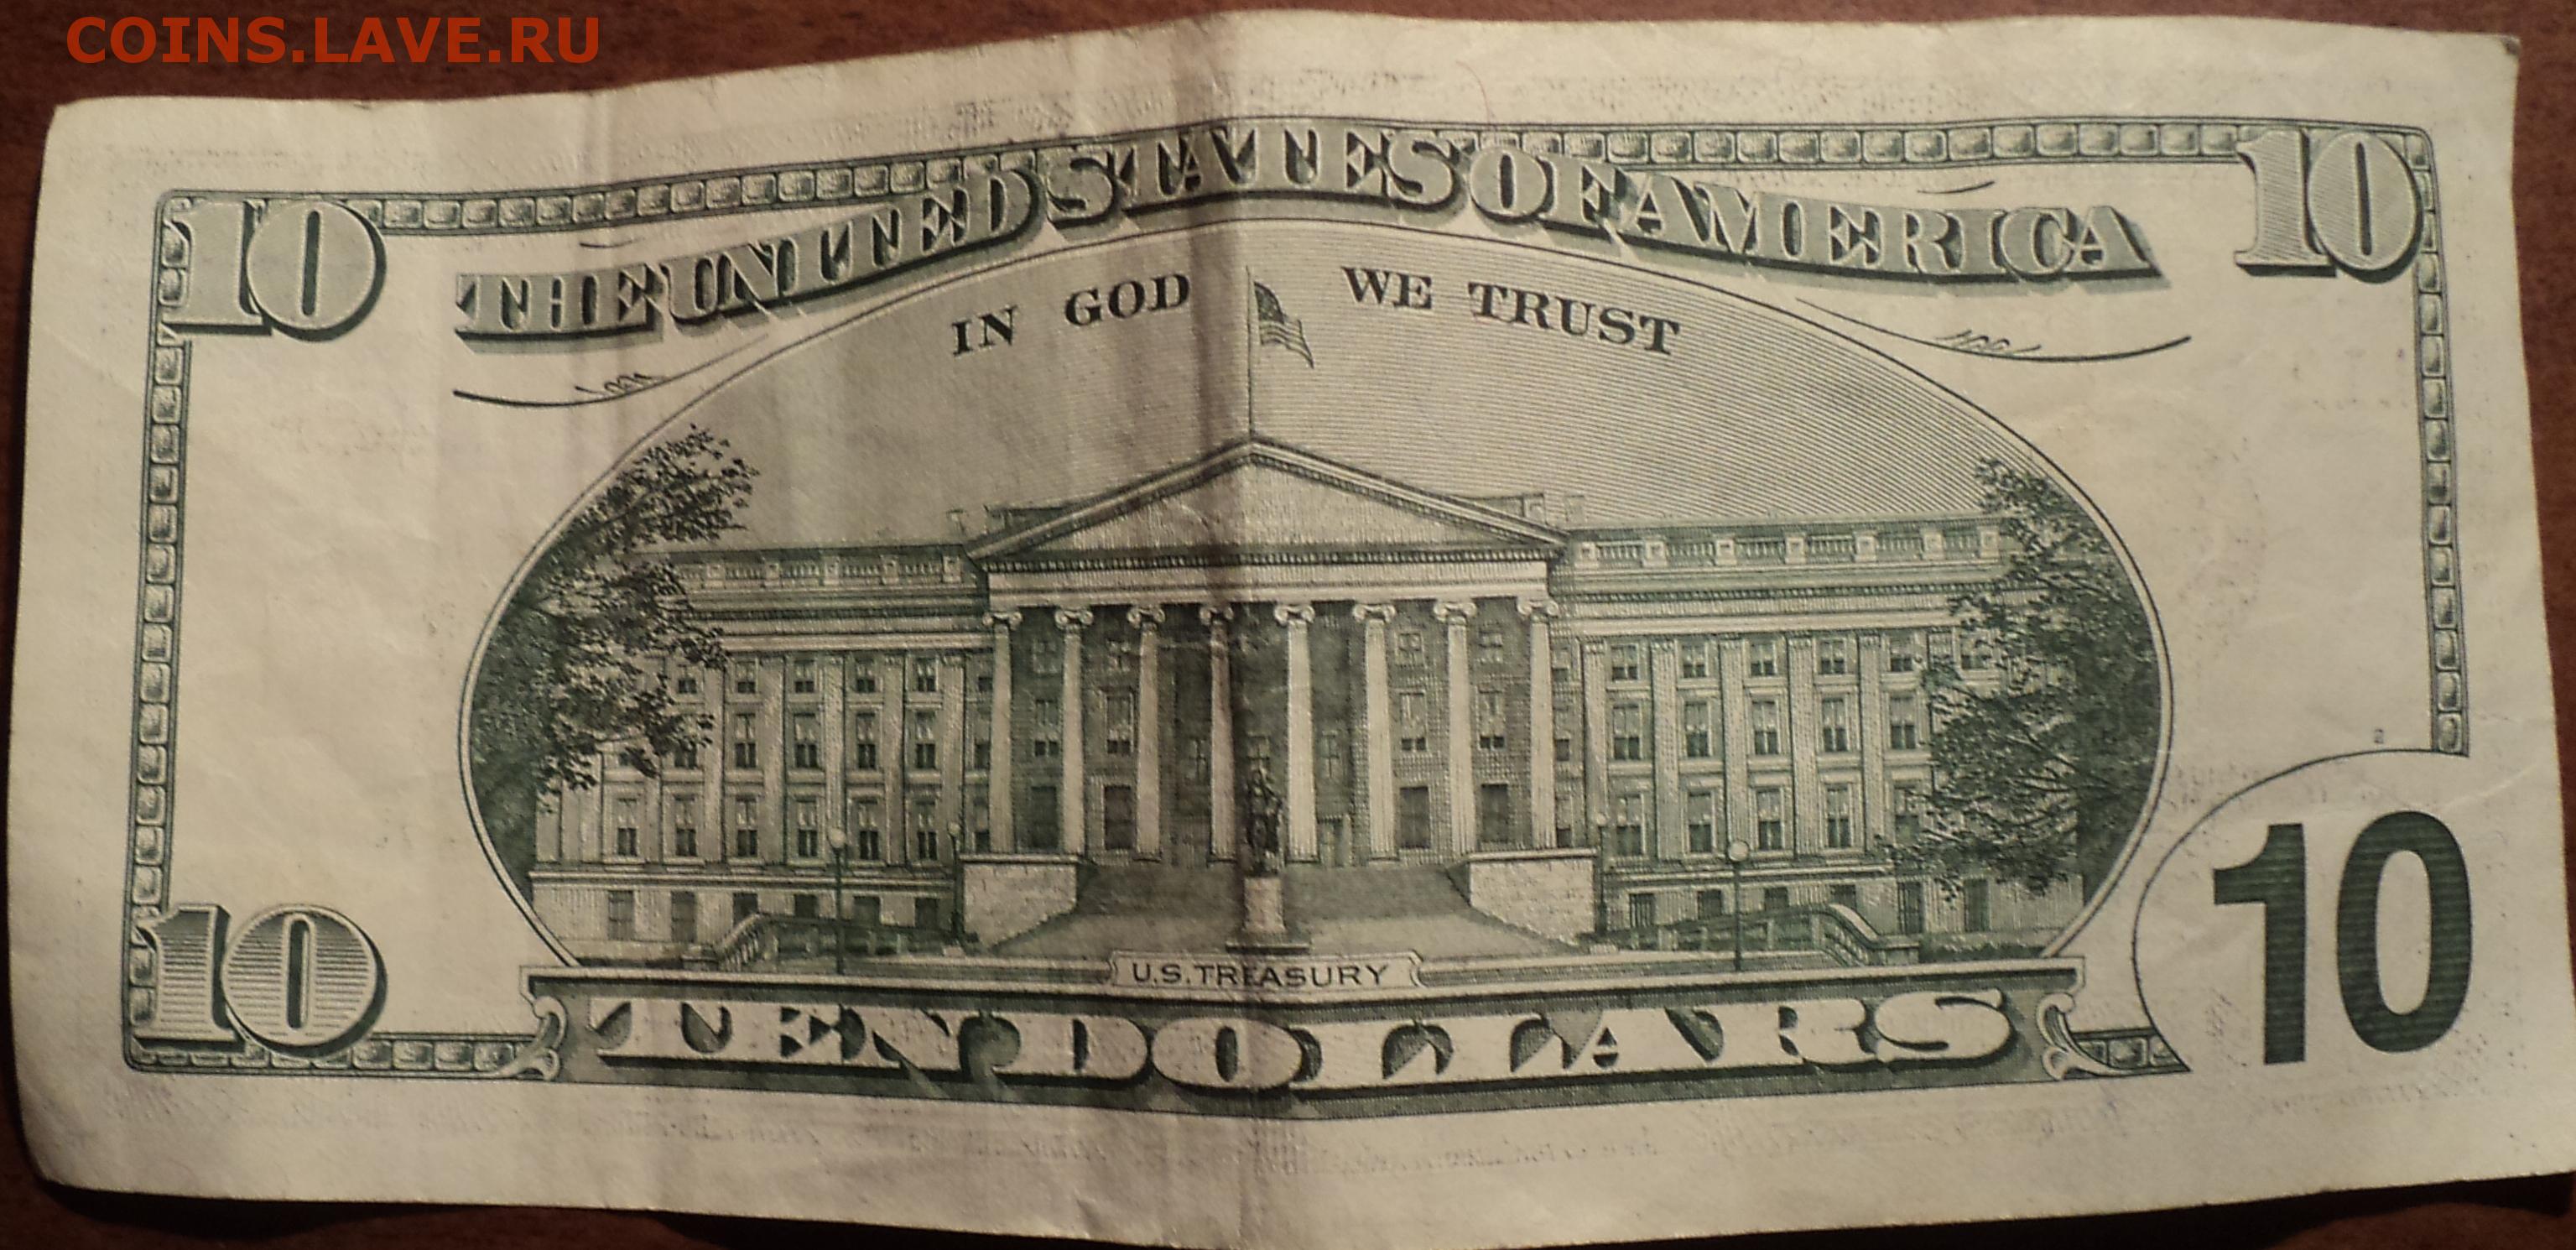 COINS.LAVE.RU
10 THE UNITED STATES OF AMERICA 10
IN GOD WE TRUST
2
U.S. TREASURY
10 TEN DOLLARS 10